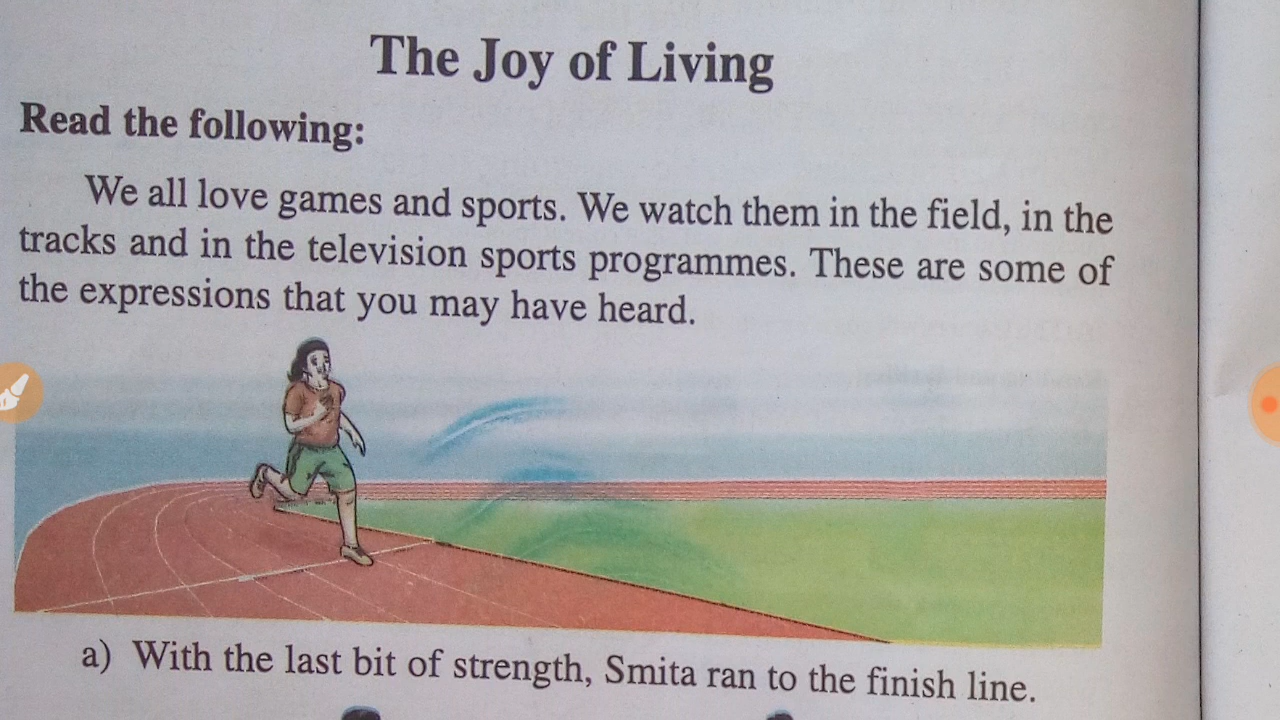 The Joy of Living
Read the following:
We all love games and sports. We watch them in the field, in the
tracks and in the television sports programmes. These are some of
the expressions that you may have heard.
a) With the last bit of strength, Smita ran to the finish line.